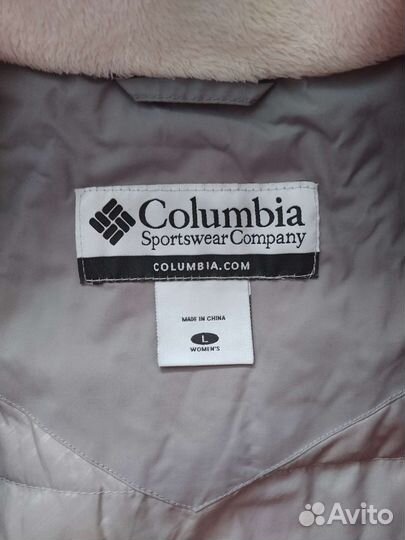 Columbia
Sportswear Company
COLUMBIA.COM
MADE IN CHINA
L
WOMEN'S
Avito